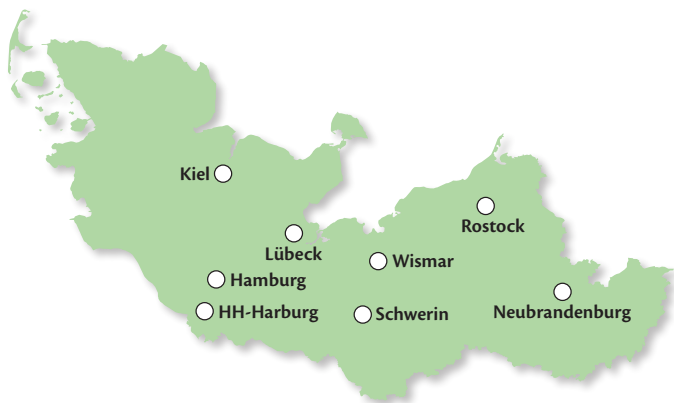 Kiel
Rostock
Lübeck
Wismar
Hamburg
HH-Harburg
Schwerin
Neubrandenburg